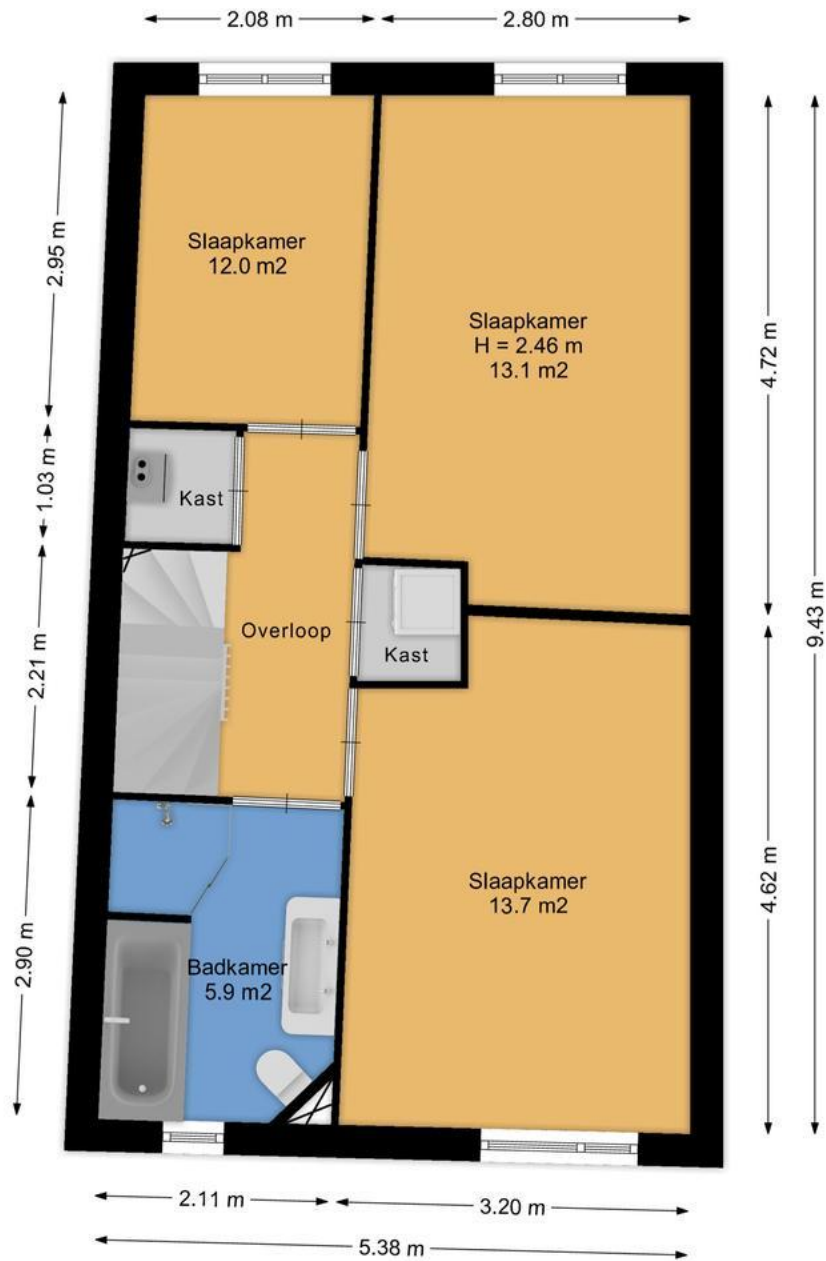 2.08 m
2.80 m
Slaapkamer
12.0 m2
2.95 m
Slaapkamer
H = 2.46 m
13.1 m2
4.72 m
1.03 m
Kast
9.43 m
2.21 m
Overloop
Kast
Slaapkamer
13.7 m2
4.62 m
2.90 m
Badkamer
5.9 m2
2.11 m
3.20 m
5.38 m